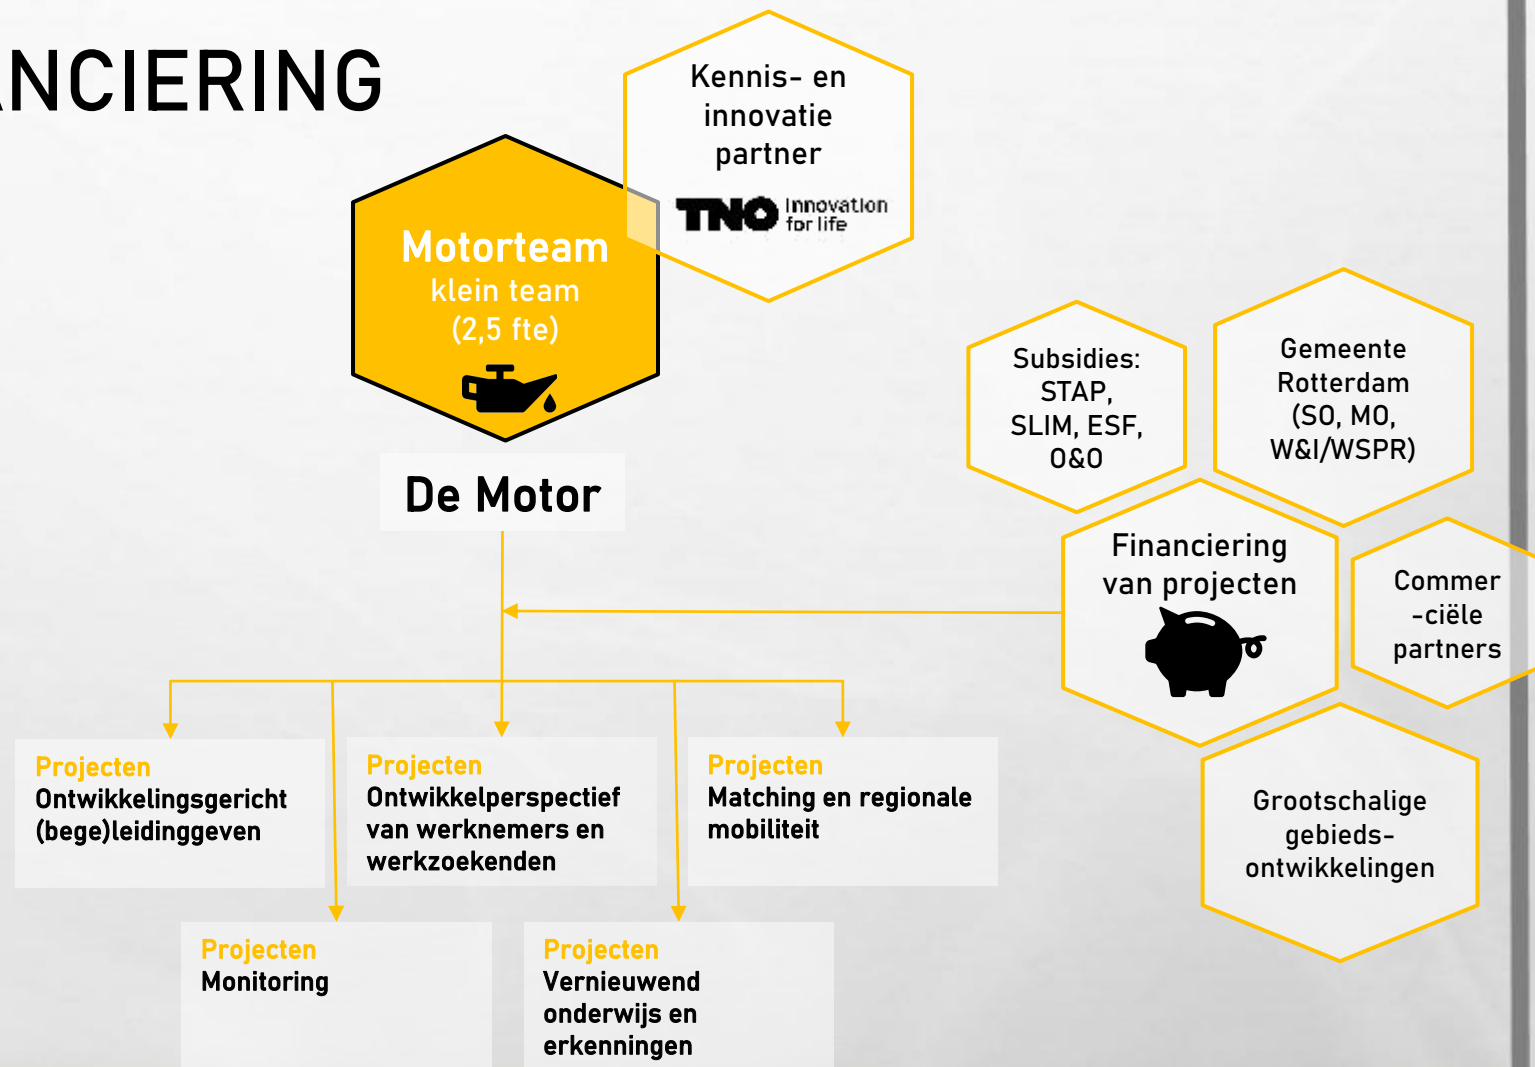 ANCIERING
Kennis- en
innovatie
partner
TNO innovation
for life
Motorteam
klein team
(2,5 fte)
De Motor
Subsidies:
STAP,
SLIM, ESF,
O&O
Gemeente
Rotterdam
(SO, MO,
W&I/WSPR)
Financiering
van projecten
Commer
-ciële
partners
Grootschalige
gebieds-
ontwikkelingen
Projecten
Ontwikkelingsgericht
(bege)leidinggeven
Projecten
Ontwikkelperspectief
van werknemers en
werkzoekenden
Projecten
Matching en regionale
mobiliteit
Projecten
Monitoring
Projecten
Vernieuwend
onderwijs en
erkenningen